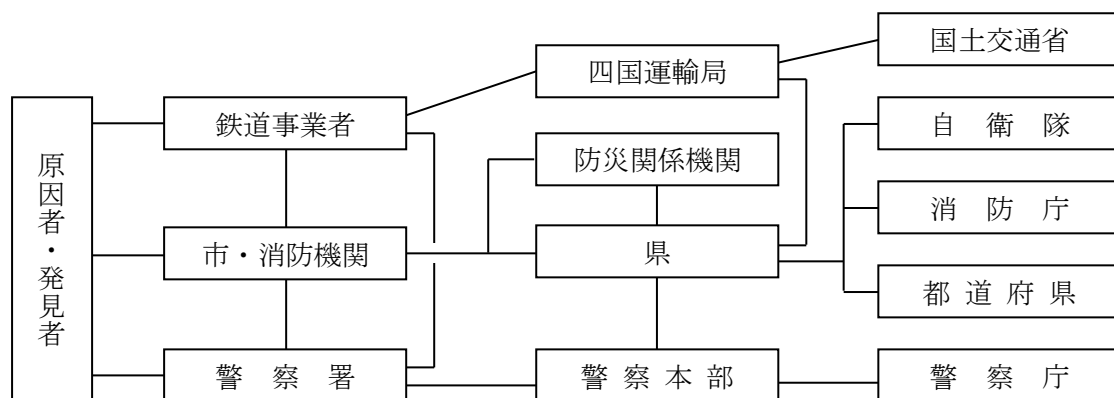 原因者・発見者
鉄道事業者
市・消防機関
警察署
四国運輸局
防災関係機関
県
警察本部
国土交通省
自衛隊
消防庁
都道府県
警察庁